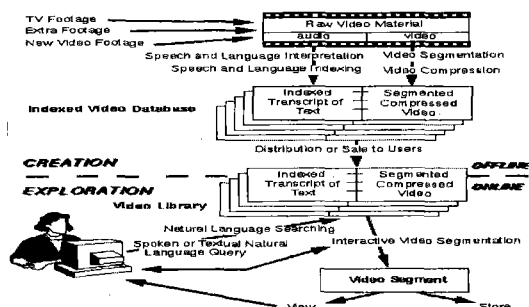 TV Footage
Extra Footage
New Video Footage
Raw Video Material
audio video
Speech and Language Interpretation
Speech and Language Indexing
Video Segmentation
Video Compression
Indexed Video Database
Indexed Transcript of Text
Segmented Compressed Video
Distribution or Sale to Users
CREATION
OFFLINE
EXPLORATION
ONLINE
Video Library
Indexed Transcript of Text
Segmented Compressed Video
Natural Language Searching
Spoken or Textual Natural Language Query
Interactive Video Segmentation
Video Segment
View
Store